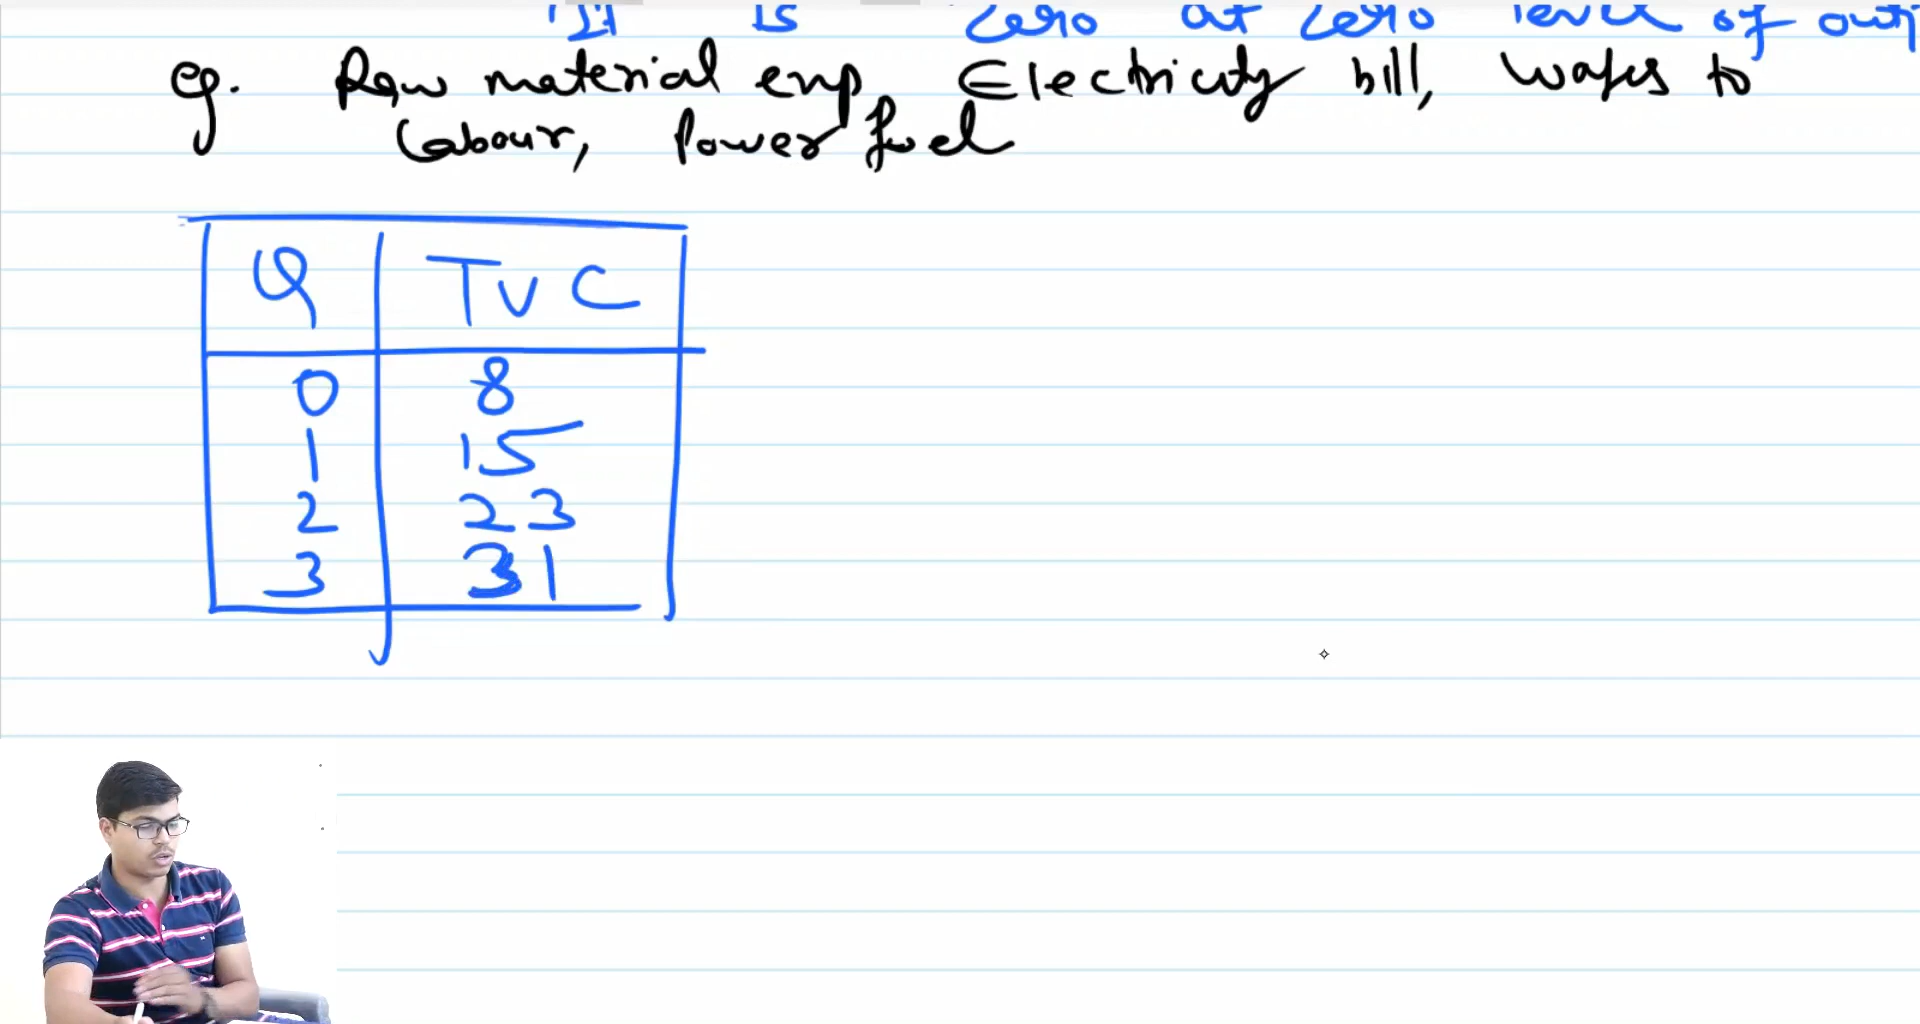 It is zero at zero level of outp
eg. Raw material exp, Electricity bill, wages to
Labour, Power fuel
Q TVC
0 8
1 15
2 23
3 31